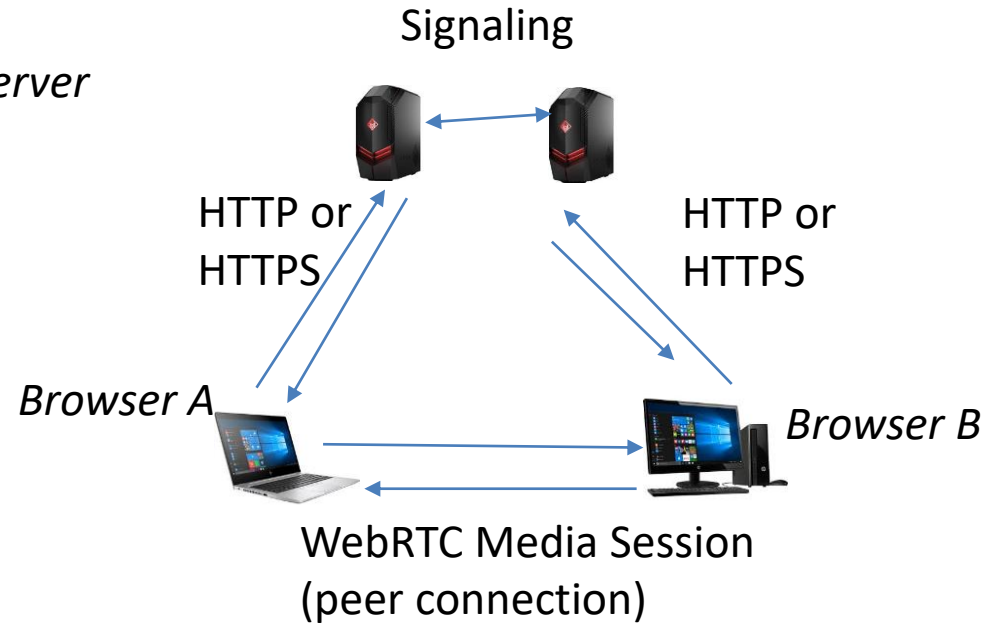 Signaling
erver
HTTP or
HTTPS
HTTP or
HTTPS
Browser A
Browser B
WebRTC Media Session
(peer connection)